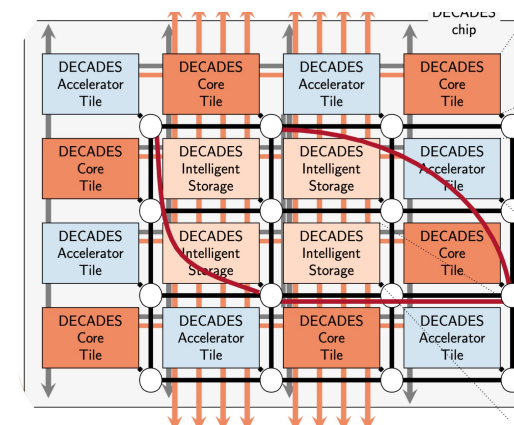 DECADES
chip
DECADES
Accelerator
Tile
DECADES
Core
Tile
DECADES
Accelerator
Tile
DECADES
Core
Tile
DECADES
Core
Tile
DECADES
Intelligent
Storage
DECADES
Intelligent
Storage
DECADES
Accelerator
Tile
DECADES
Accelerator
Tile
DECADES
Intelligent
Storage
DECADES
Intelligent
Storage
DECADES
Core
Tile
DECADES
Core
Tile
DECADES
Accelerator
Tile
DECADES
Core
Tile
DECADES
Accelerator
Tile